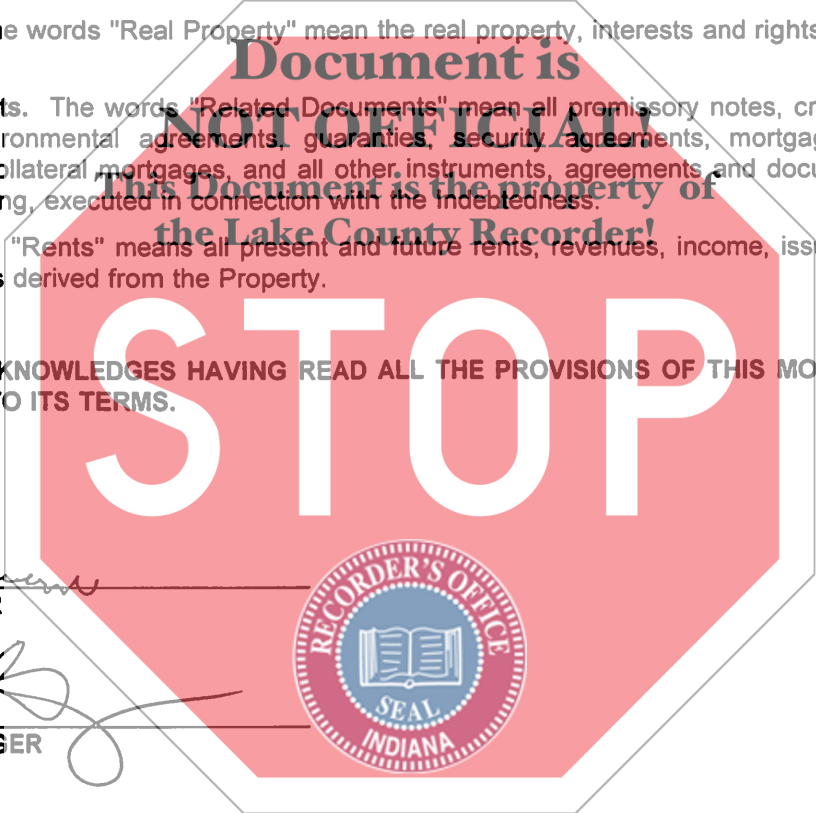 e words "Real Property" mean the real property, interests and rights
Document is
ts. The words "Related Documents" mean all promissory notes, cr
NOT OFFICIAL!
ronmental agreements, guaranties, security agreements, mortga
ollateral mortgages, and all other instruments, agreements and docu
This Document is the property of
ng, executed in connection with the Indebtedness.
the Lake County Recorder!
"Rents" means all present and future rents, revenues, income, issu
s derived from the Property.
STOP
KNOWLEDGES HAVING READ ALL THE PROVISIONS OF THIS MO
O ITS TERMS.
RECORDER'S OFFICE
SEAL
INDIANA
GER